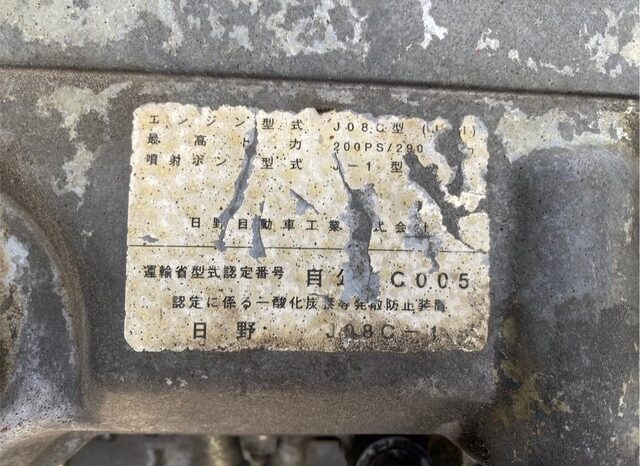 エンジン型式 J08C型
最高出力 200PS/290
噴射ポンプ型式 J-1型
日野自動車工業株式会社
運輸省型式認定番号 自公 C005
認定に係る一酸化炭素等発散防止装置
日野 J08C-1